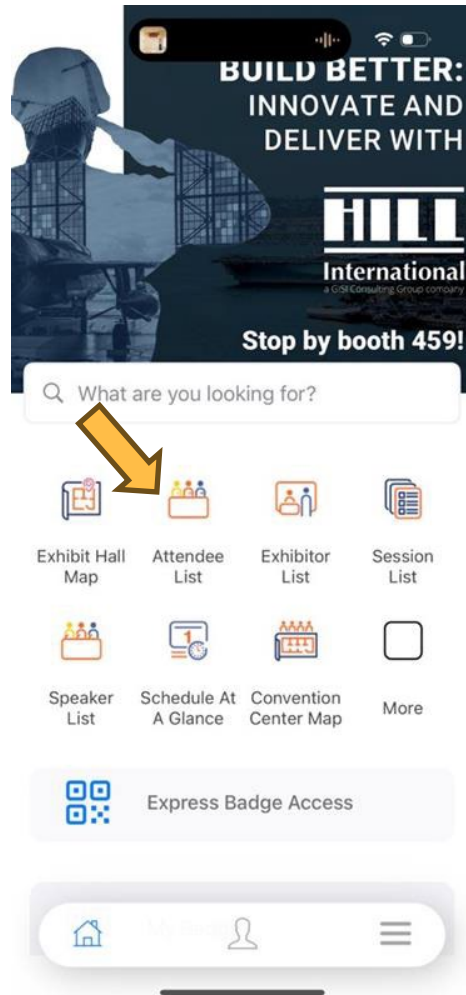 BUILD BETTER:
INNOVATE AND
DELIVER WITH
HILL
International
a GISI Consulting Group company
Stop by booth 459!
What are you looking for?
Exhibit Hall
Map
Attendee
List
Exhibitor
List
Session
List
Speaker
List
Schedule At
A Glance
Convention
Center Map
More
Express Badge Access